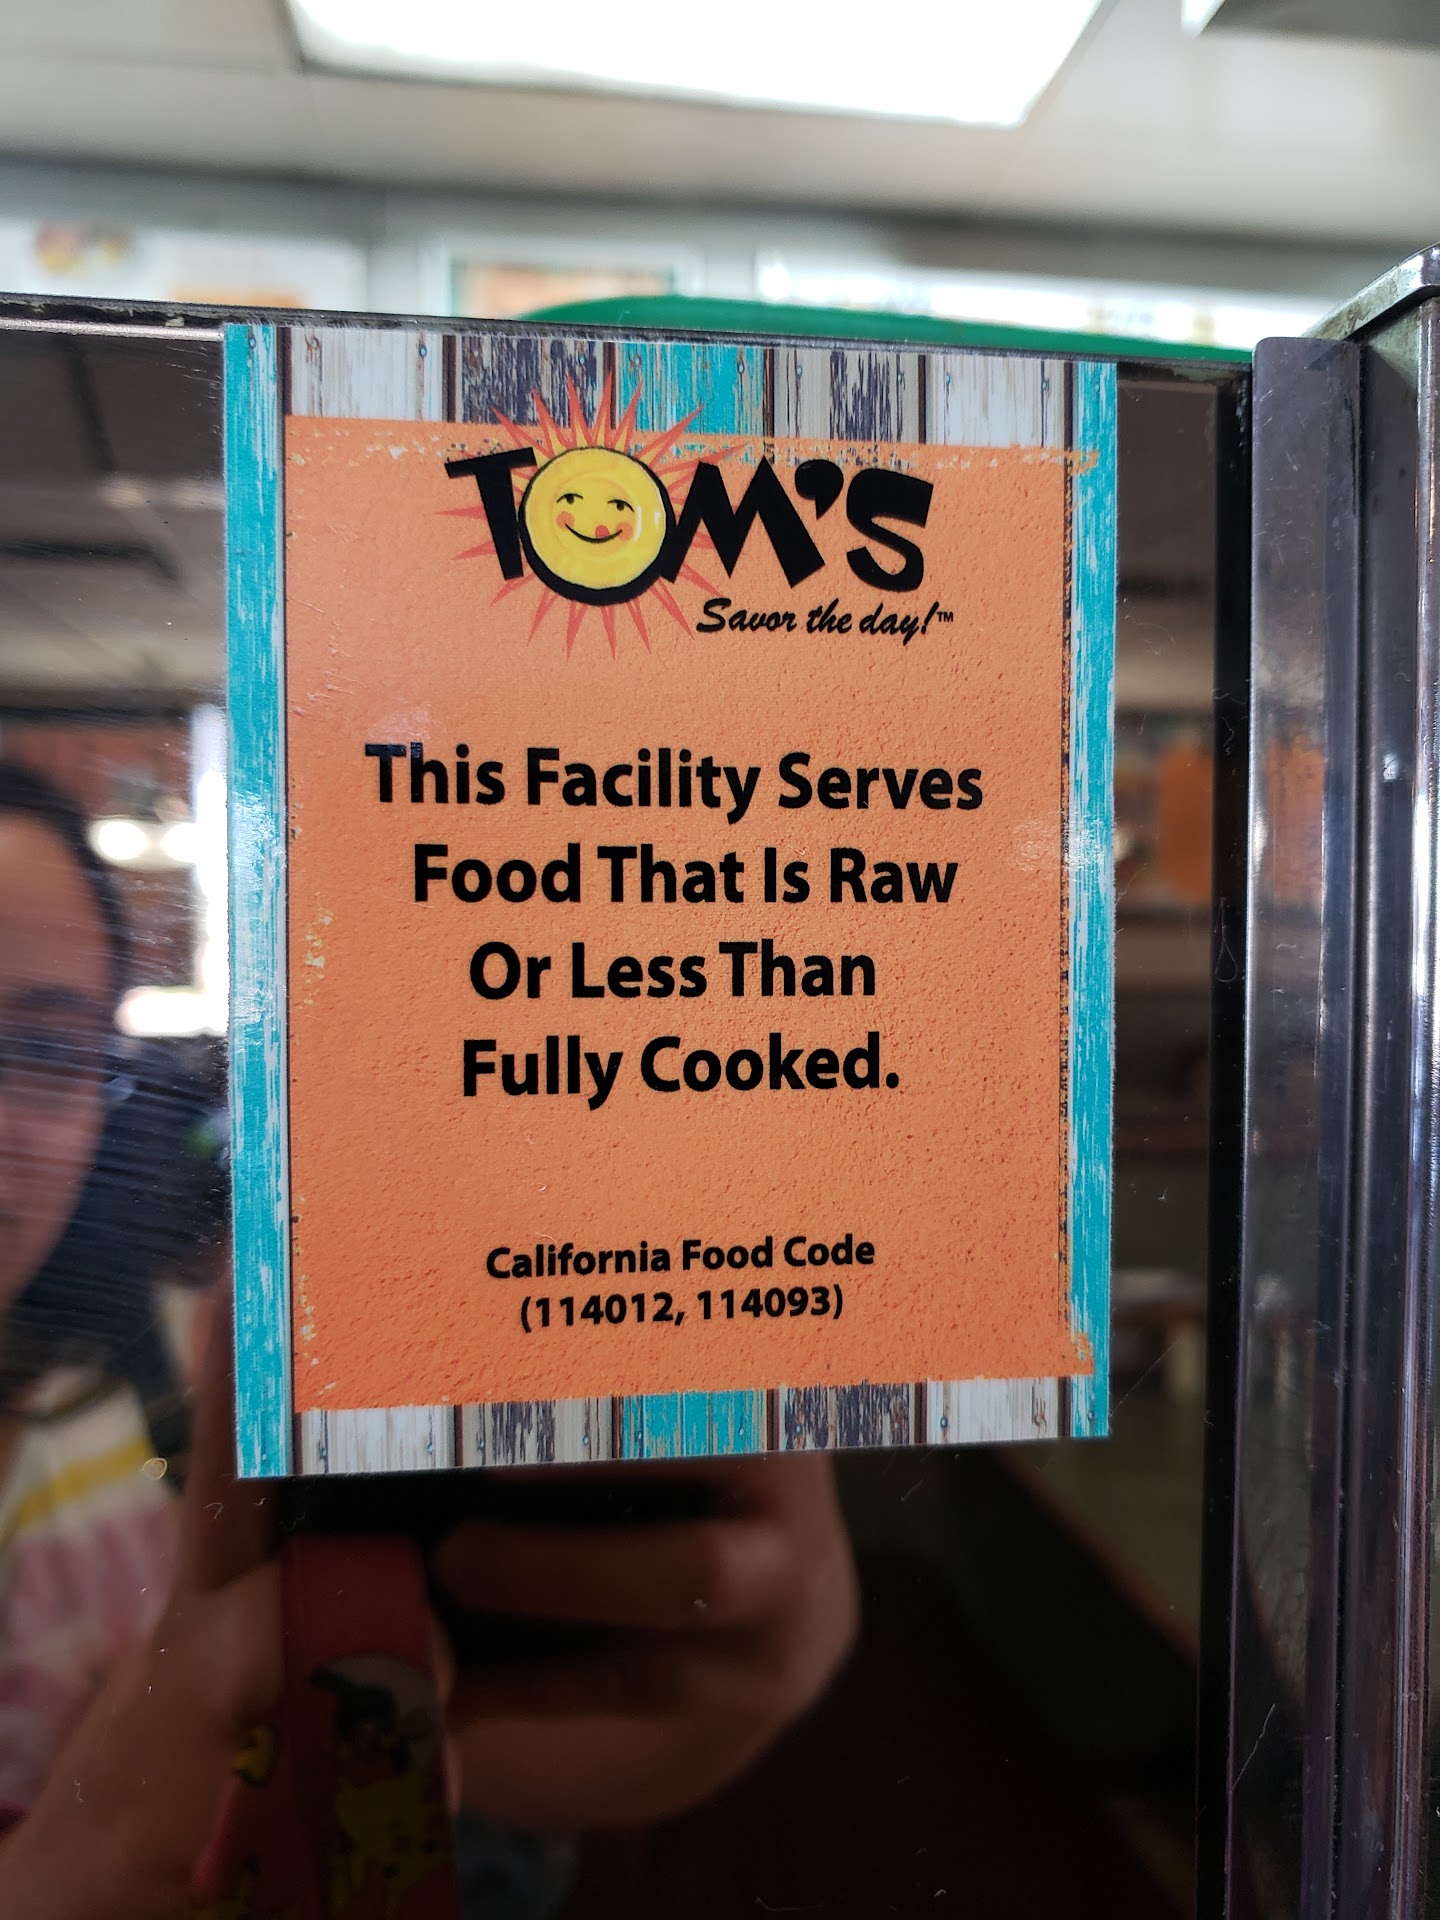 TOM'S
Savor the day!™
This Facility Serves
Food That Is Raw
Or Less Than
Fully Cooked.
California Food Code
(114012, 114093)